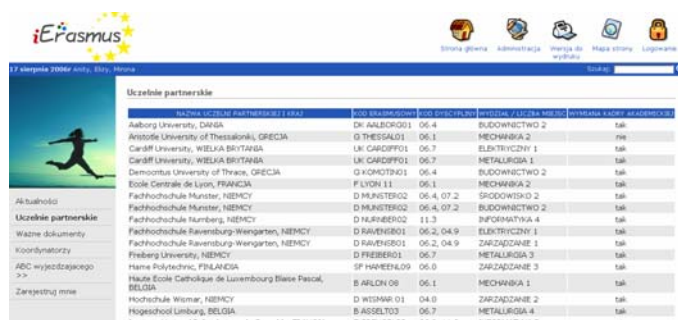 iErasmus
Strona główna Administracja Wersja do wydruku Mapa strony Logowanie
17 sierpnia 2006r Anity, Elizy, Mirona Szukaj:
Uczelnie partnerskie
NAZWA UCZELNI PARTNERSKIEJ I KRAJ KOD ERASMUSOWY KOD DYSCYPLINY WYDZIAŁ / LICZBA MIEJSC WYMIANA KADRY AKADEMICKIEJ
Aalborg University, DANIA DK AALBORG01 06.4 BUDOWNICTWO 2 tak
Aristotle University of Thessaloniki, GRECJA G THESSAL01 06.1 MECHANIKA 2 nie
Cardiff University, WIELKA BRYTANIA UK CARDIFF01 06.7 ELEKTRYCZNY 1 tak
Cardiff University, WIELKA BRYTANIA UK CARDIFF01 06.7 METALURGIA 1 tak
Democritus University of Thrace, GRECJA G KOMOTINO1 06.4 BUDOWNICTWO 2 tak
Ecole Centrale de Lyon, FRANCJA F LYON 11 06.1 MECHANIKA 2 tak
Fachhochschule Munster, NIEMCY D MUNSTER02 06.4, 07.2 ŚRODOWISKO 2 tak
Fachhochschule Munster, NIEMCY D MUNSTER02 06.4, 07.2 BUDOWNICTWO 2 tak
Fachhochschule Nurnberg, NIEMCY D NURNBER02 11.3 INFORMATYKA 4 tak
Fachhochschule Ravensburg-Weingarten, NIEMCY D RAVENSB01 06.2, 04.9 ELEKTRYCZNY 1 tak
Fachhochschule Ravensburg-Weingarten, NIEMCY D RAVENSB01 06.2, 04.9 ZARZĄDZANIE 1 tak
Freiberg University, NIEMCY D FREIBER01 06.7 METALURGIA 3 tak
Hame Polytechnic, FINLANDIA SF HAMEENL09 06.0 ZARZĄDZANIE 3 tak
Haute Ecole Catholique de Luxembourg Blaise Pascal,
BELGIA B ARLON 08 06.1 MECHANIKA 1 tak
Hochschule Wismar, NIEMCY D WISMAR 01 04.0 ZARZĄDZANIE 2 tak
Hogeschool Limburg, BELGIA B ASSELT03 06.7 METALURGIA 4 tak
Aktualności
Uczelnie partnerskie
Ważne dokumenty
Koordynatorzy
ABC wyjeżdżającego
>>
Zarejestruj mnie